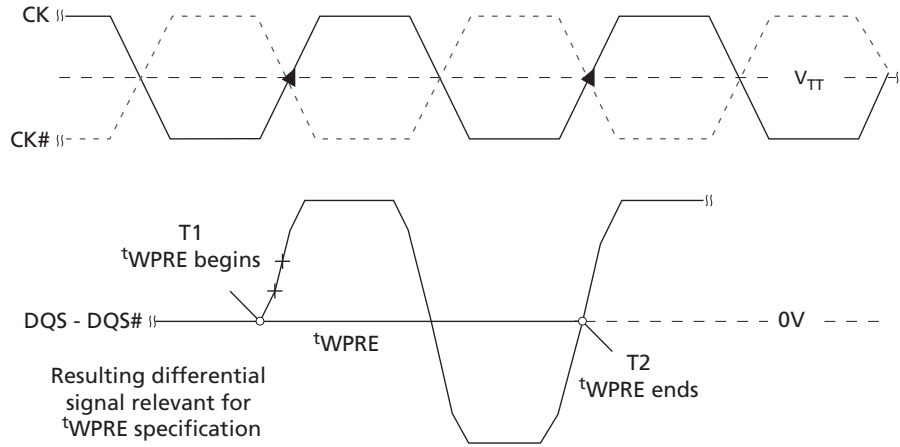 CK
V_TT
CK#
T1
tWPRE begins
DQS - DQS#
0V
tWPRE
T2
tWPRE ends
Resulting differential
signal relevant for
tWPRE specification